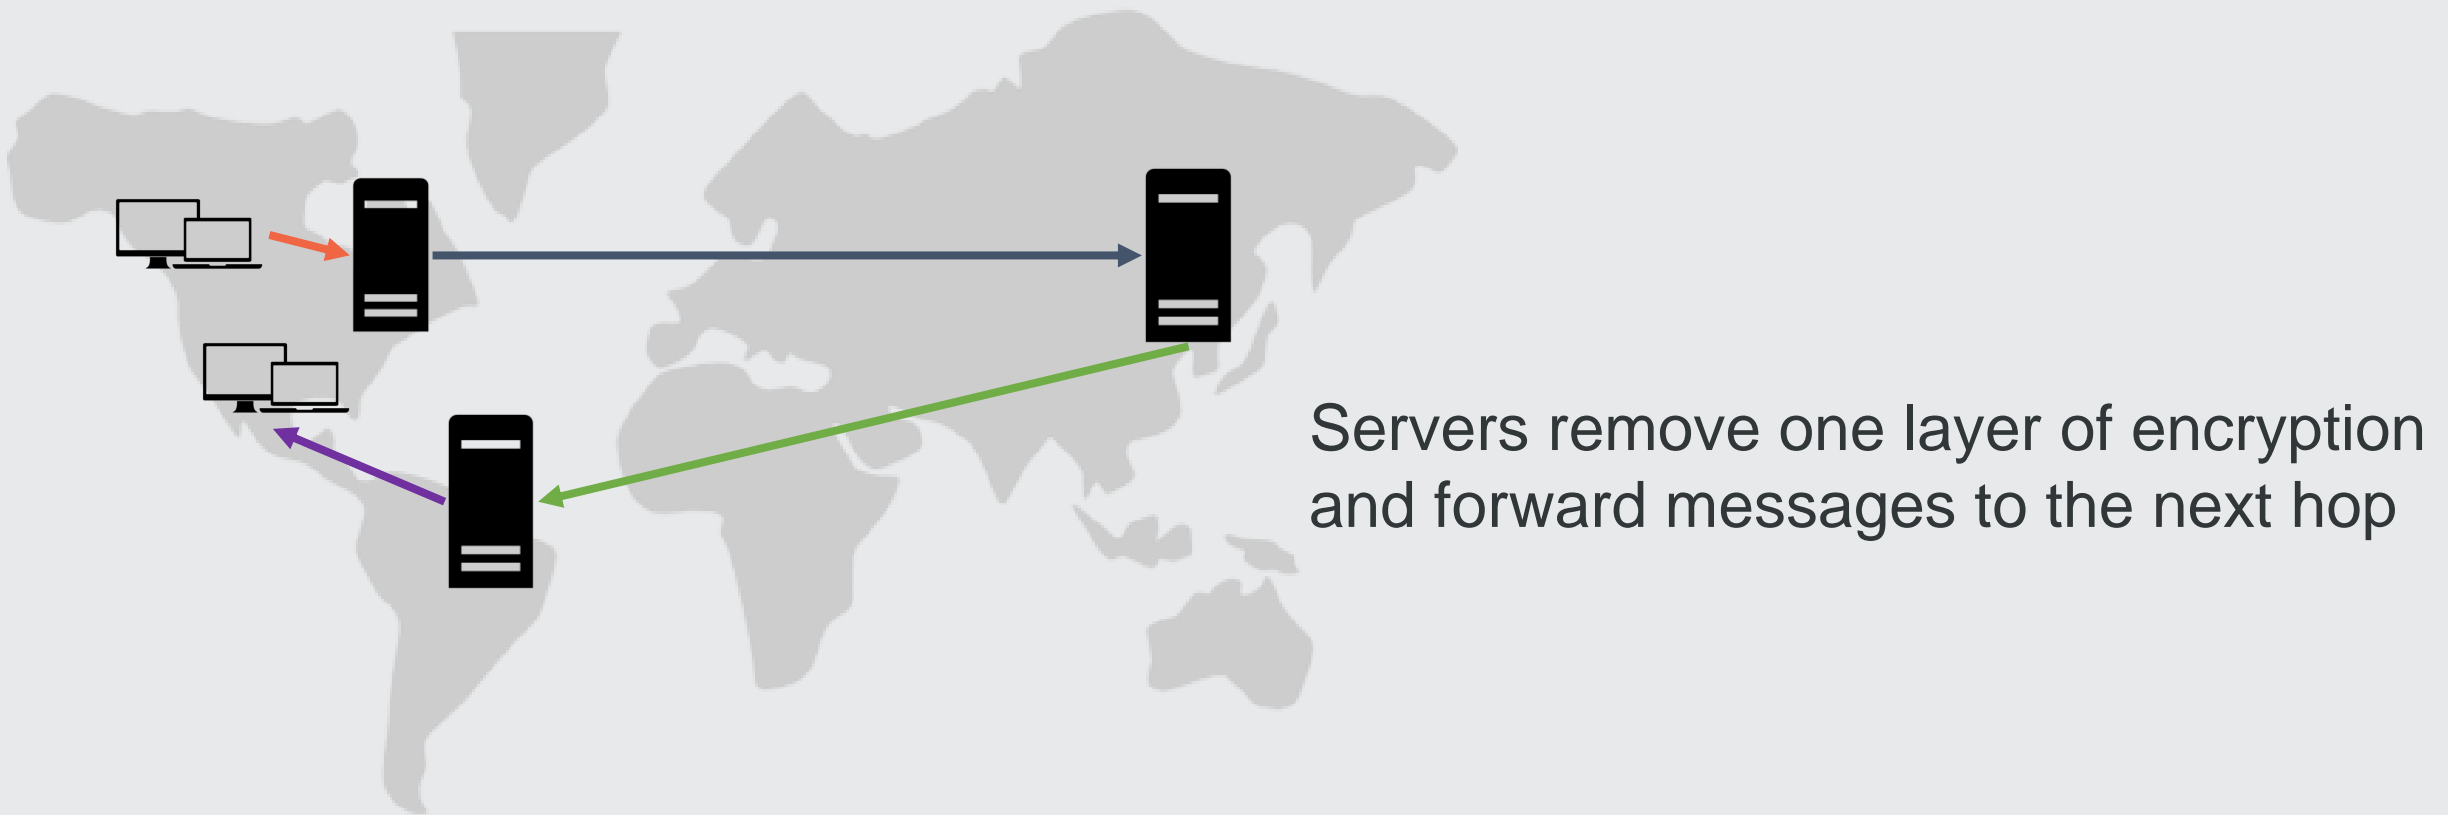 Servers remove one layer of encryption
and forward messages to the next hop